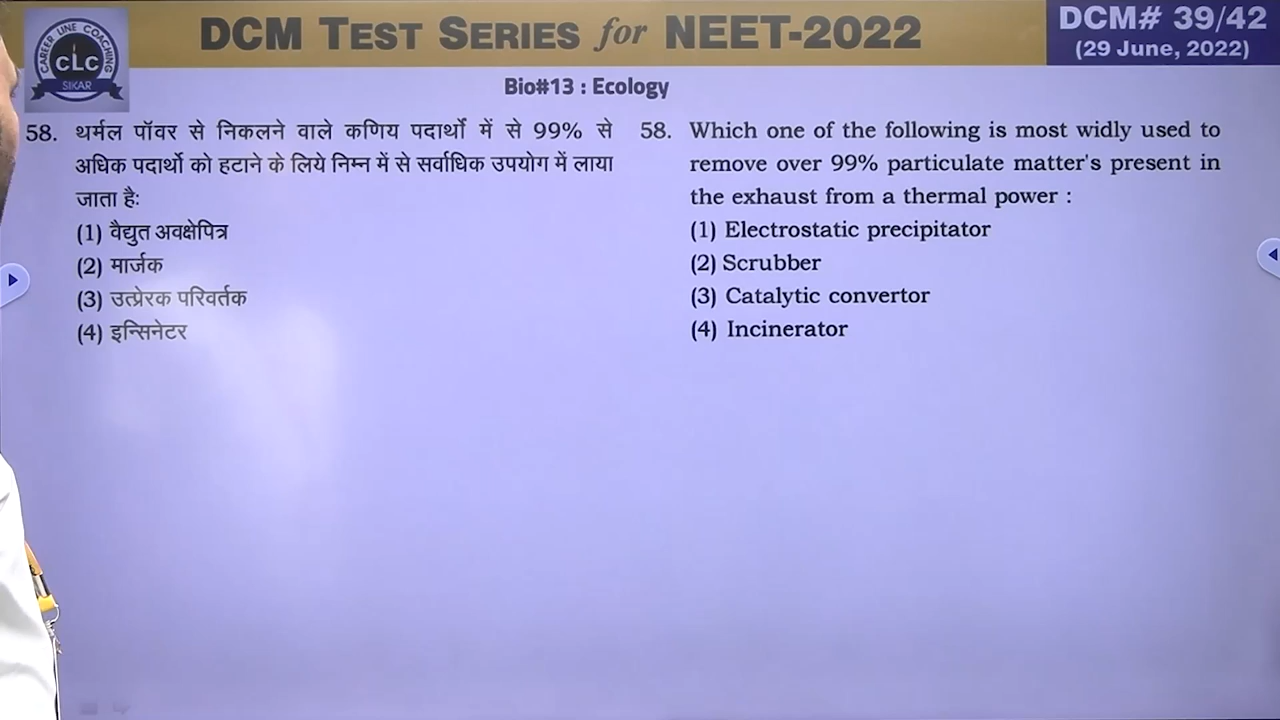 CAREER LINE COACHING
CLC
SIKAR
DCM TEST SERIES for NEET-2022
DCM# 39/42
(29 June, 2022)
Bio#13 : Ecology
58. थर्मल पॉवर से निकलने वाले कणिय पदार्थों में से 99% से
अधिक पदार्थो को हटाने के लिये निम्न में से सर्वाधिक उपयोग में लाया
जाता है:
(1) वैद्युत अवक्षेपित्र
(2) मार्जक
(3) उत्प्रेरक परिवर्तक
(4) इन्सिनेटर
58. Which one of the following is most widly used to
remove over 99% particulate matter's present in
the exhaust from a thermal power :
(1) Electrostatic precipitator
(2) Scrubber
(3) Catalytic convertor
(4) Incinerator